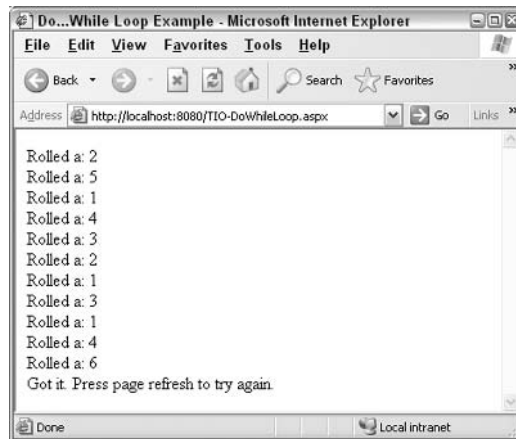 Do...While Loop Example - Microsoft Internet Explorer
File Edit View Favorites Tools Help
Back Search Favorites
Address http://localhost:8080/TIO-DoWhileLoop.aspx Go Links
Rolled a: 2
Rolled a: 5
Rolled a: 1
Rolled a: 4
Rolled a: 3
Rolled a: 2
Rolled a: 1
Rolled a: 3
Rolled a: 1
Rolled a: 4
Rolled a: 6
Got it. Press page refresh to try again.
Done Local intranet